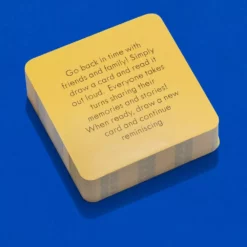 Go back in time with
friends and family! Simply
draw a card and read it
out loud. Everyone takes
turns sharing their
memories and stories!
When ready, draw a new
card and continue
reminiscing.